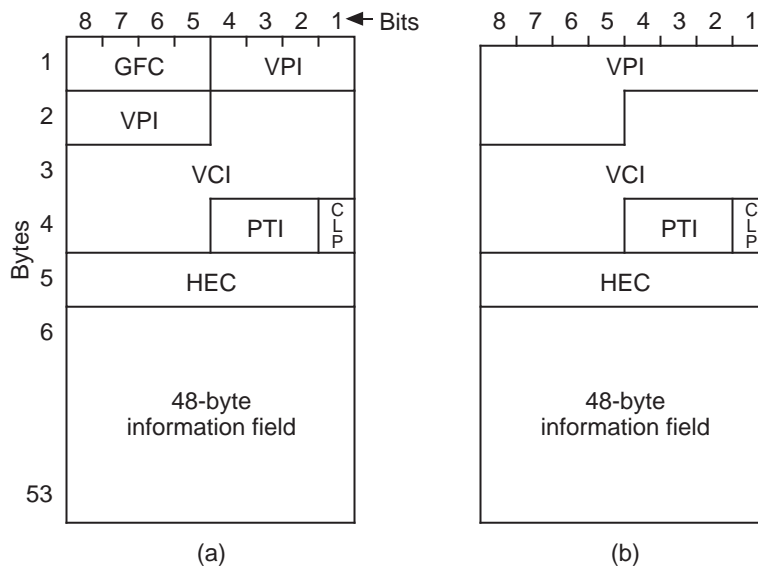 8 7 6 5 4 3 2 1 Bits
1 GFC VPI
2 VPI
3 VCI
4 PTI CLP
5 HEC
6
48-byte
information field
53
Bytes
(a)
8 7 6 5 4 3 2 1
VPI
VCI
PTI CLP
HEC
48-byte
information field
(b)